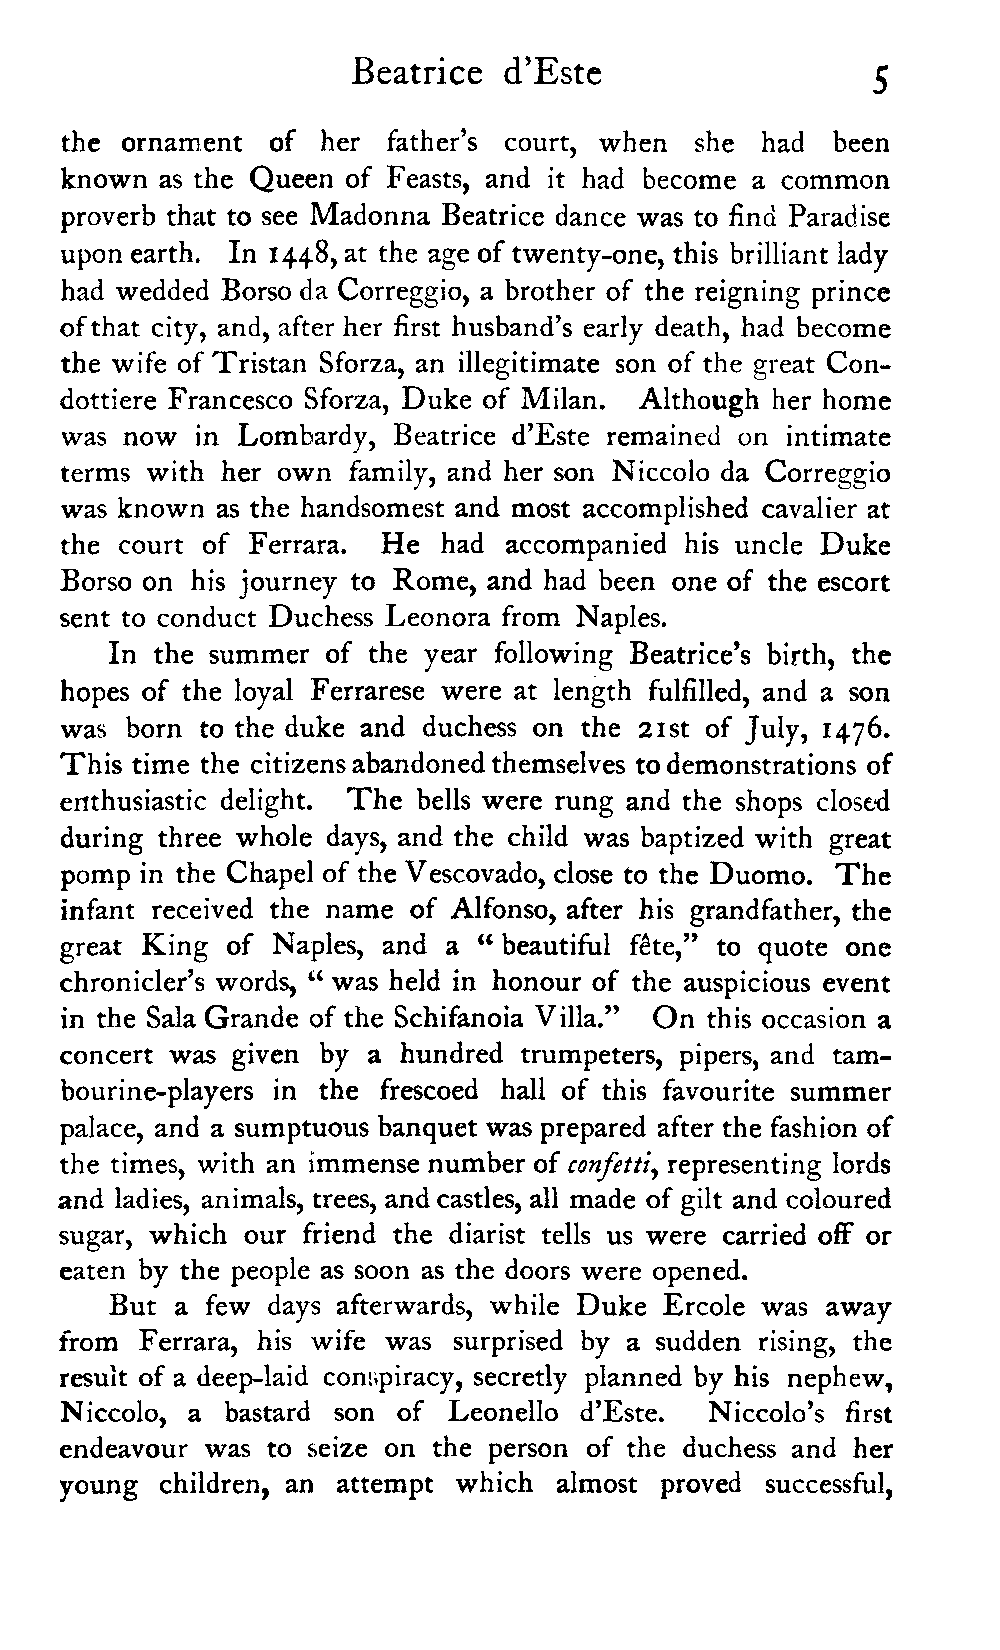 Beatrice d'Este 5
the ornament of her father's court, when she had been
known as the Queen of Feasts, and it had become a common
proverb that to see Madonna Beatrice dance was to find Paradise
upon earth. In 1448, at the age of twenty-one, this brilliant lady
had wedded Borso da Correggio, a brother of the reigning prince
of that city, and, after her first husband's early death, had become
the wife of Tristan Sforza, an illegitimate son of the great Con-
dottiere Francesco Sforza, Duke of Milan. Although her home
was now in Lombardy, Beatrice d'Este remained on intimate
terms with her own family, and her son Niccolo da Correggio
was known as the handsomest and most accomplished cavalier at
the court of Ferrara. He had accompanied his uncle Duke
Borso on his journey to Rome, and had been one of the escort
sent to conduct Duchess Leonora from Naples.
In the summer of the year following Beatrice's birth, the
hopes of the loyal Ferrarese were at length fulfilled, and a son
was born to the duke and duchess on the 21st of July, 1476.
This time the citizens abandoned themselves to demonstrations of
enthusiastic delight. The bells were rung and the shops closed
during three whole days, and the child was baptized with great
pomp in the Chapel of the Vescovado, close to the Duomo. The
infant received the name of Alfonso, after his grandfather, the
great King of Naples, and a "beautiful fête," to quote one
chronicler's words, "was held in honour of the auspicious event
in the Sala Grande of the Schifanoia Villa." On this occasion a
concert was given by a hundred trumpeters, pipers, and tam-
bourine-players in the frescoed hall of this favourite summer
palace, and a sumptuous banquet was prepared after the fashion of
the times, with an immense number of confetti, representing lords
and ladies, animals, trees, and castles, all made of gilt and coloured
sugar, which our friend the diarist tells us were carried off or
eaten by the people as soon as the doors were opened.
But a few days afterwards, while Duke Ercole was away
from Ferrara, his wife was surprised by a sudden rising, the
result of a deep-laid conspiracy, secretly planned by his nephew,
Niccolo, a bastard son of Leonello d'Este. Niccolo's first
endeavour was to seize on the person of the duchess and her
young children, an attempt which almost proved successful,